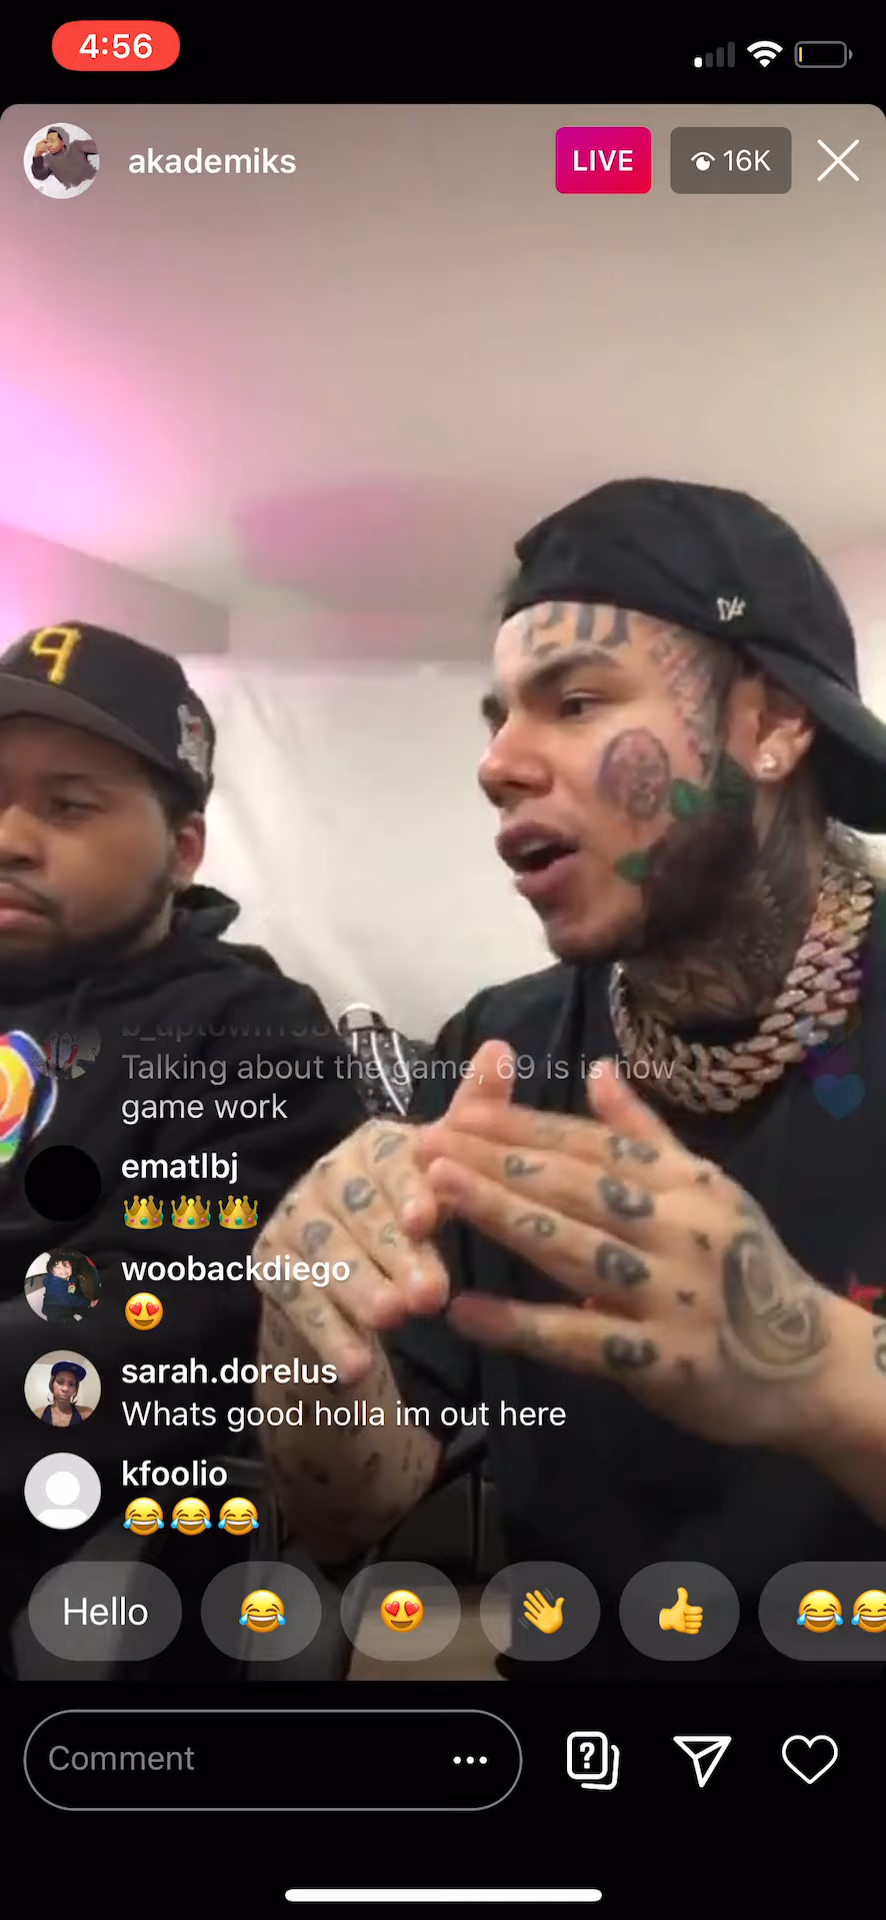 4:56
akademiks
LIVE
16K
P
b_uptown198
Talking about the game, 69 is is how
game work
ematlbj
👑👑👑
woobackdiego
😍
sarah.dorelus
Whats good holla im out here
kfoolio
😂😂😂
Hello 😂 😍 👋 👍 😂😂
Comment